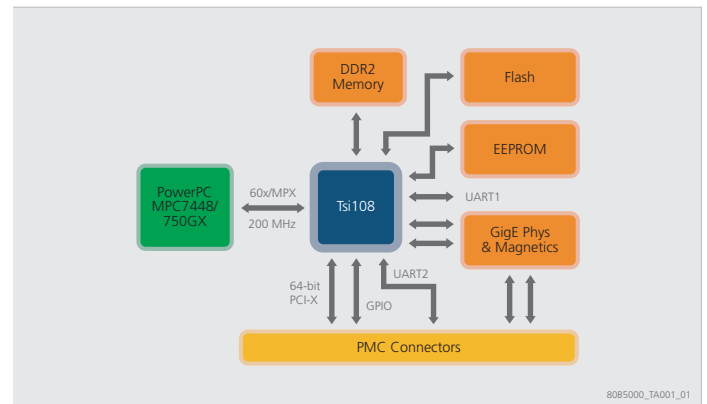 DDR2
Memory
Flash
EEPROM
PowerPC
MPC7448/
750GX
60x/MPX
200 MHz
Tsi108
UART1
GigE Phys
& Magnetics
UART2
64-bit
PCI-X
GPIO
PMC Connectors
80B5000_TA001_01